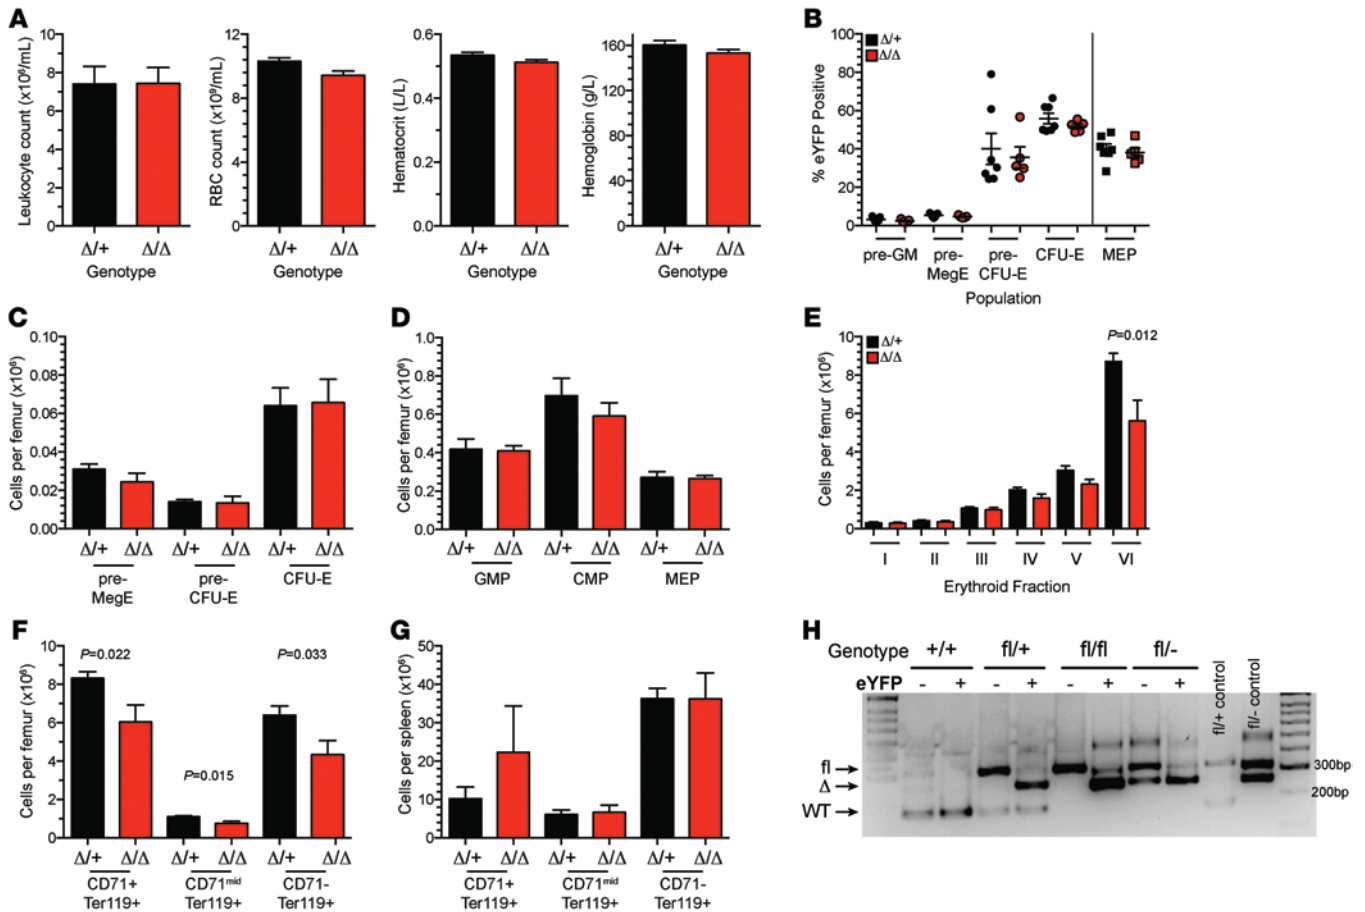 A
Leukocyte count (x10⁶/mL)
10
8
6
4
2
0
Δ/+ Δ/Δ
Genotype
RBC count (x10⁹/mL)
12
9
4
0
Δ/+ Δ/Δ
Genotype
Hematocrit (L/L)
0.6
0.4
0.2
0.0
Δ/+ Δ/Δ
Genotype
Hemoglobin (g/L)
160
120
80
40
0
Δ/+ Δ/Δ
Genotype
B
% eYFP Positive
100
80
60
40
20
0
Δ/+
Δ/Δ
pre-GM pre- pre- CFU-E MEP
MegE CFU-E
Population
C
Cells per femur (x10⁶)
0.10
0.08
0.06
0.04
0.02
0.00
Δ/+ Δ/Δ Δ/+ Δ/Δ Δ/+ Δ/Δ
pre- pre- CFU-E
MegE CFU-E
D
Cells per femur (x10⁶)
1.0
0.8
0.6
0.4
0.2
0.0
Δ/+ Δ/Δ Δ/+ Δ/Δ Δ/+ Δ/Δ
GMP CMP MEP
E
Cells per femur (x10⁶)
10
8
6
4
2
0
Δ/+
Δ/Δ
P=0.012
I II III IV V VI
Erythroid Fraction
F
Cells per femur (x10⁶)
10
8
6
4
2
0
P=0.022
P=0.015
P=0.033
Δ/+ Δ/Δ Δ/+ Δ/Δ Δ/+ Δ/Δ
CD71+ CD71ᵐⁱᵈ CD71-
Ter119+ Ter119+ Ter119+
G
Cells per spleen (x10⁶)
50
40
30
20
10
0
Δ/+ Δ/Δ Δ/+ Δ/Δ Δ/+ Δ/Δ
CD71+ CD71ᵐⁱᵈ CD71-
Ter119+ Ter119+ Ter119+
H
Genotype +/+ fl/+ fl/fl fl/-
eYFP - + - + - + - +
fl/+ control
fl/- control
fl
Δ
WT
300bp
200bp